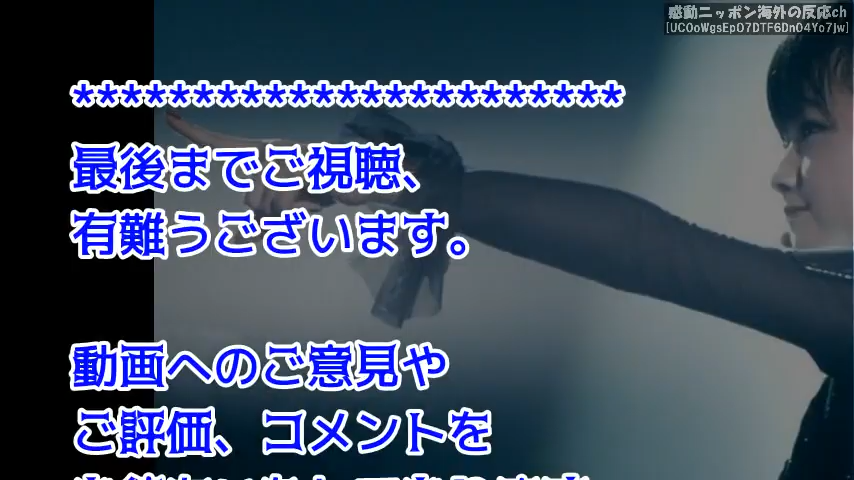 感動ニッポン海外の反応ch
[UCOoWgsEpO7DTF6DnO4Yo7jw]
***********************
最後までご視聴、
有難うございます。
動画へのご意見や
ご評価、コメントを